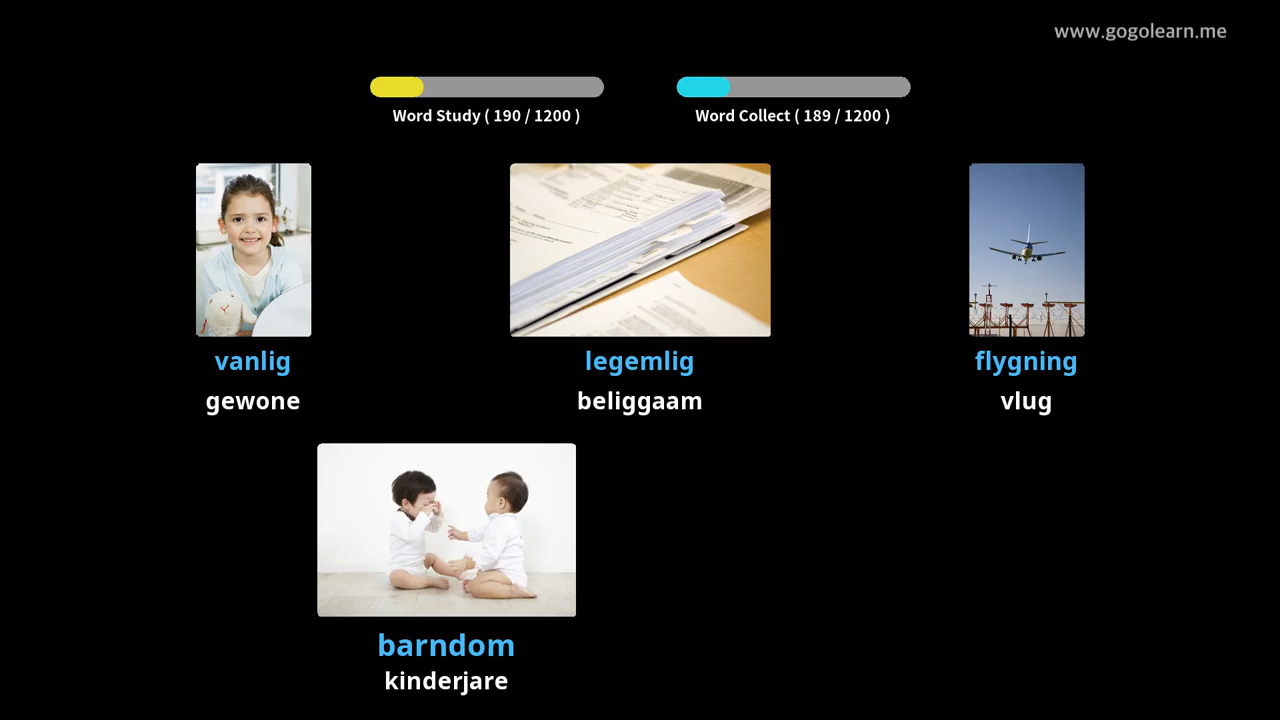 www.gogolearn.me
Word Study ( 190 / 1200 )
Word Collect ( 189 / 1200 )
vanlig
gewone
legemlig
beliggaam
flygning
vlug
barndom
kinderjare